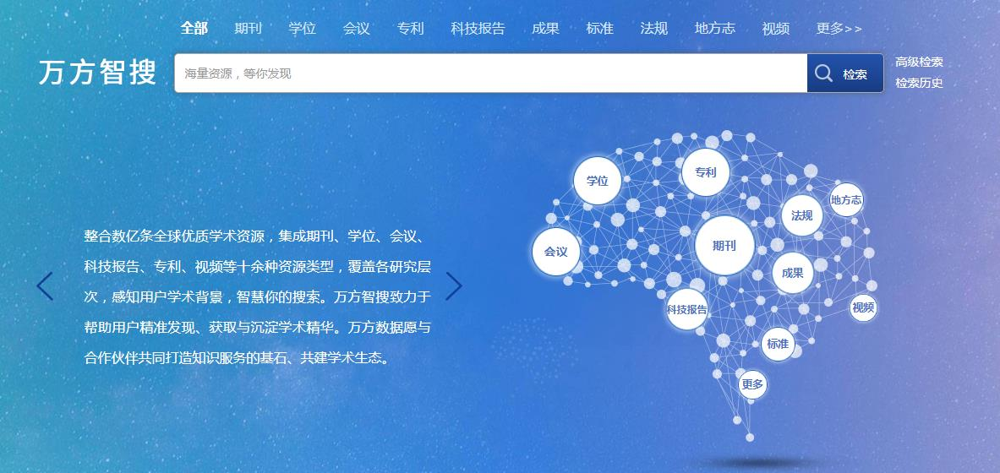 全部 期刊 学位 会议 专利 科技报告 成果 标准 法规 地方志 视频 更多>>
万方智搜
海量资源，等你发现
检索
高级检索
检索历史
整合数亿条全球优质学术资源，集成期刊、学位、会议、
科技报告、专利、视频等十余种资源类型，覆盖各研究层
次，感知用户学术背景，智慧你的搜索。万方智搜致力于
帮助用户精准发现、获取与沉淀学术精华。万方数据愿与
合作伙伴共同打造知识服务的基石、共建学术生态。
学位
专利
地方志
法规
会议
期刊
成果
科技报告
视频
标准
更多